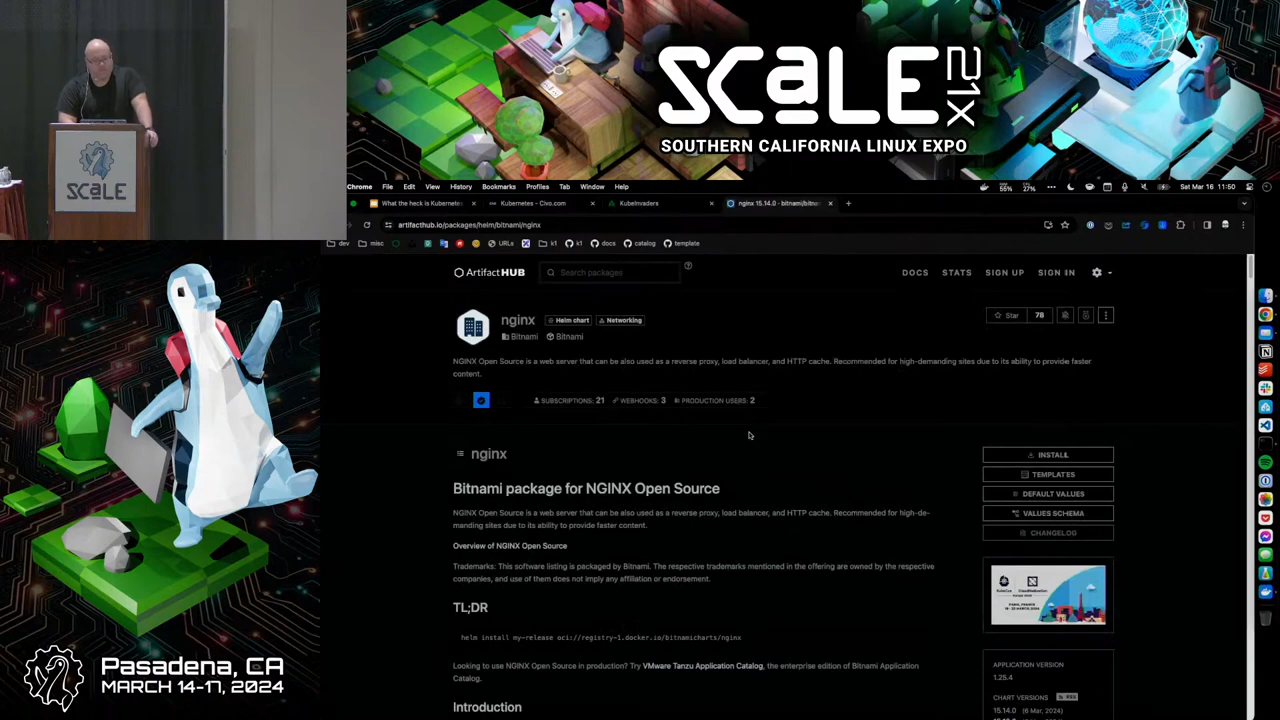 SCALE 21X
SOUTHERN CALIFORNIA LINUX EXPO
SCALE
Chrome File Edit View History Bookmarks Profiles Tab Window Help
56% 27% Sat Mar 16 11:50
What the heck is Kubernetes
Kubernetes - Civo.com
KubeInvaders
nginx 15.14.0 · bitnami/bitn
artifacthub.io/packages/helm/bitnami/nginx
dev misc URLs k1 k1 docs catalog template
Artifact HUB
Search packages
DOCS STATS SIGN UP SIGN IN
nginx Helm chart Networking
Star 78
Bitnami Bitnami
NGINX Open Source is a web server that can be also used as a reverse proxy, load balancer, and HTTP cache. Recommended for high-demanding sites due to its ability to provide faster
content.
SUBSCRIPTIONS: 21 WEBHOOKS: 3 PRODUCTION USERS: 2
nginx
INSTALL
TEMPLATES
DEFAULT VALUES
VALUES SCHEMA
CHANGELOG
Bitnami package for NGINX Open Source
NGINX Open Source is a web server that can be also used as a reverse proxy, load balancer, and HTTP cache. Recommended for high-de-
manding sites due to its ability to provide faster content.
Overview of NGINX Open Source
Trademarks: This software listing is packaged by Bitnami. The respective trademarks mentioned in the offering are owned by the respective
companies, and use of them does not imply any affiliation or endorsement.
TL;DR
helm install my-release oci://registry-1.docker.io/bitnamicharts/nginx
Looking to use NGINX Open Source in production? Try VMware Tanzu Application Catalog, the enterprise edition of Bitnami Application
Catalog.
Introduction
APPLICATION VERSION
1.25.4
CHART VERSIONS RSS
15.14.0 (6 Mar, 2024)
Pasadena, CA
MARCH 14-17, 2024